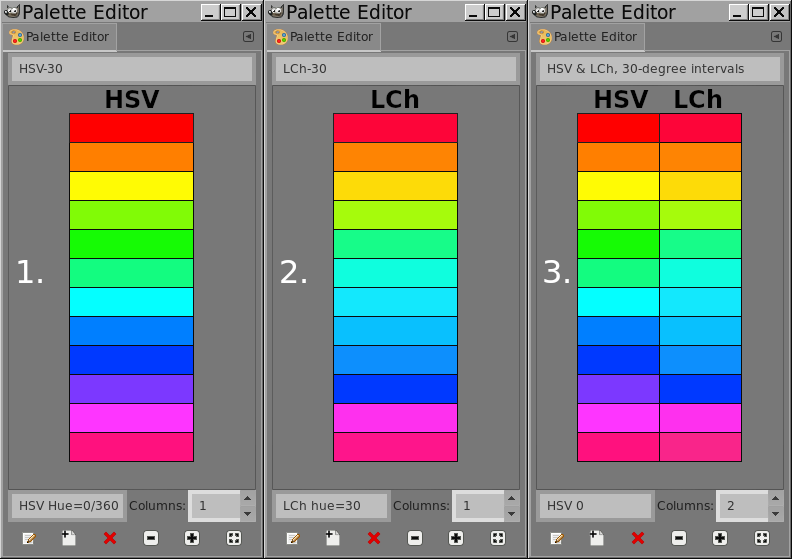 Palette Editor
Palette Editor
HSV-30
HSV
1.
HSV Hue=0/360
Columns:
1
Palette Editor
Palette Editor
LCh-30
LCh
2.
LCh hue=30
Columns:
1
Palette Editor
Palette Editor
HSV & LCh, 30-degree intervals
HSV LCh
3.
HSV 0
Columns:
2